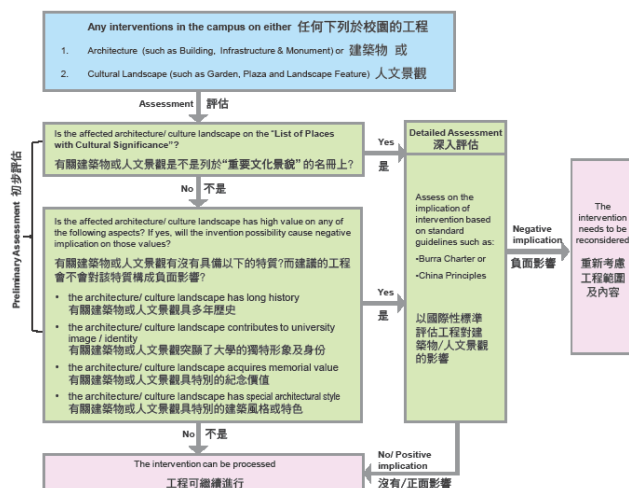 Any interventions in the campus on either 任何下列於校園的工程
1. Architecture (such as Building, Infrastructure & Monument) or 建築物 或
2. Cultural Landscape (such as Garden, Plaza and Landscape Feature) 人文景觀
Assessment 評估
Preliminary Assessment 初步評估
Is the affected architecture/ culture landscape on the "List of Places
with Cultural Significance"?
有關建築物或人文景觀是不是列於“重要文化景貌”的名冊上?
Yes
是
No 不是
Is the affected architecture/ culture landscape has high value on any of
the following aspects? If yes, will the invention possibility cause negative
implication on those values?
有關建築物或人文景觀有沒有具備以下的特質?而建議的工程
會不會對該特質構成負面影響?
• the architecture/ culture landscape has long history
有關建築物或人文景觀具多年歷史
• the architecture/ culture landscape contributes to university
image / identity
有關建築物或人文景觀突顯了大學的獨特形象及身份
• the architecture/ culture landscape acquires memorial value
有關建築物或人文景觀具特別的紀念價值
• the architecture/ culture landscape has special architectural style
有關建築物或人文景觀具特別的建築風格或特色
Yes
是
No 不是
Detailed Assessment
深入評估
Assess on the
implication of
intervention based
on standard
guidelines such as:
•Burra Charter or
•China Principles
以國際性標準
評估工程對建
築物/人文景觀
的影響
Negative
implication
負面影響
The
intervention
needs to be
reconsidered
重新考慮
工程範圍
及內容
No/ Positive
implication
沒有/正面影響
The intervention can be processed
工程可繼續進行